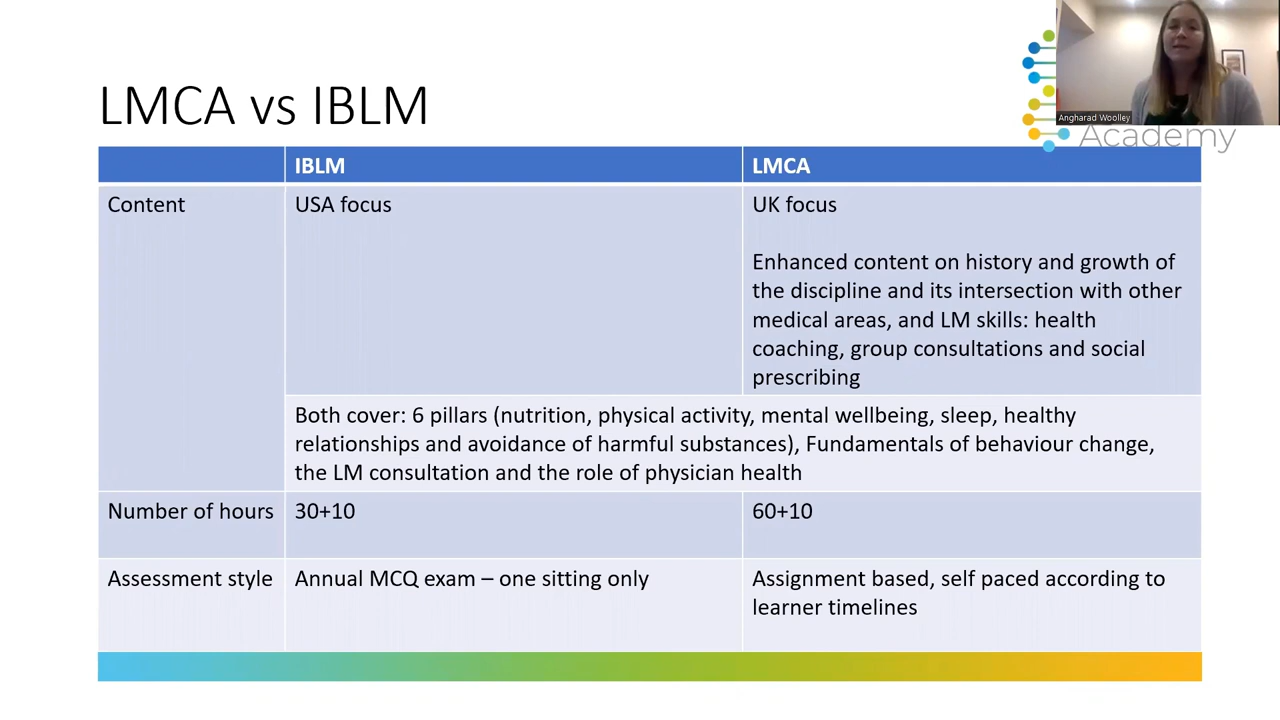 Angharad Woolley
Academy
LMCA vs IBLM
IBLM
LMCA
Content
USA focus
UK focus
Enhanced content on history and growth of
the discipline and its intersection with other
medical areas, and LM skills: health
coaching, group consultations and social
prescribing
Both cover: 6 pillars (nutrition, physical activity, mental wellbeing, sleep, healthy
relationships and avoidance of harmful substances), Fundamentals of behaviour change,
the LM consultation and the role of physician health
Number of hours
30+10
60+10
Assessment style
Annual MCQ exam – one sitting only
Assignment based, self paced according to
learner timelines